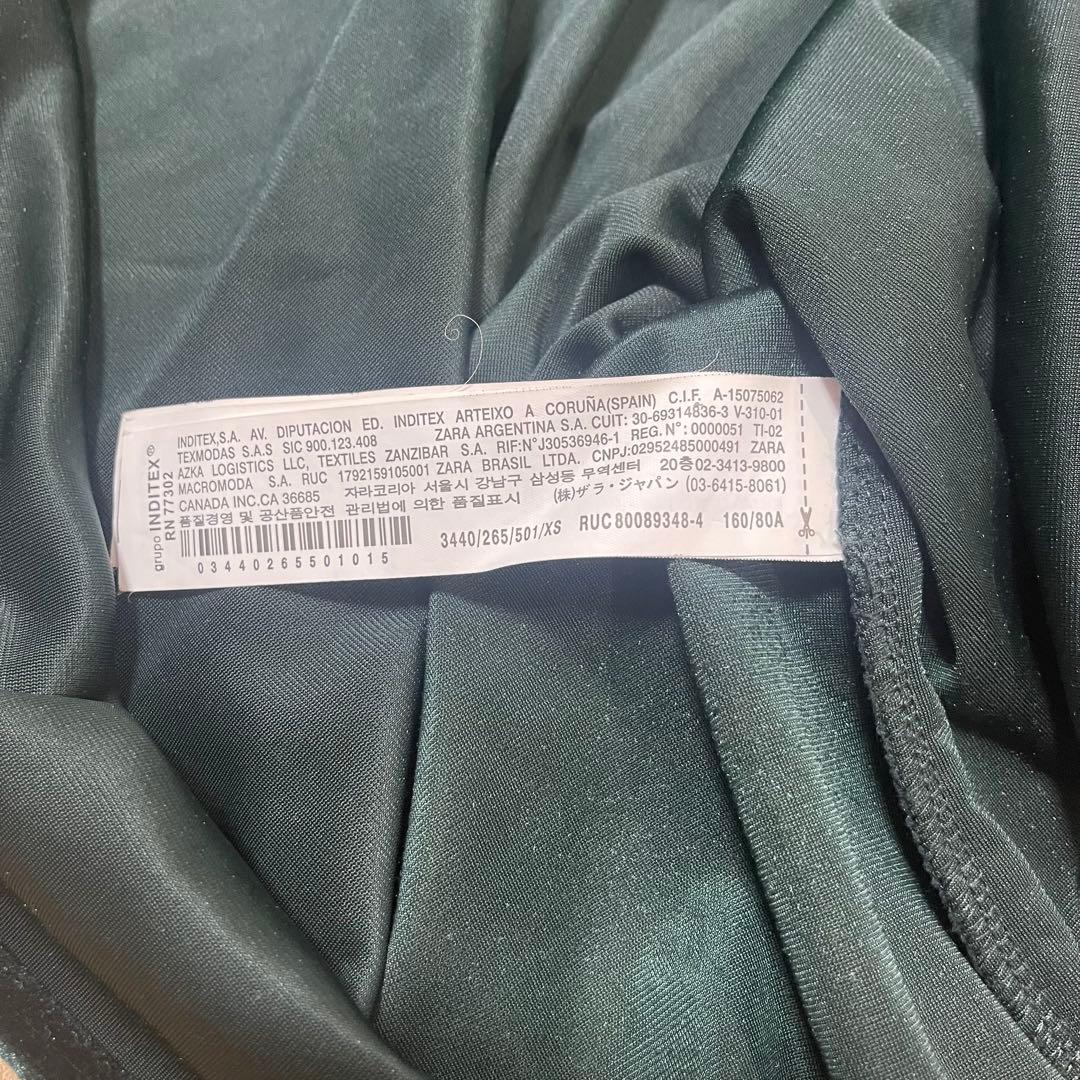 grupo INDITEX®
RN 77302
INDITEX,S.A. AV. DIPUTACION ED. INDITEX ARTEIXO A CORUÑA(SPAIN) C.I.F. A-15075062
TEXMODAS S.A.S SIC 900.123.408 ZARA ARGENTINA S.A. CUIT: 30-69314836-3 V-310-01
AZKA LOGISTICS LLC, TEXTILES ZANZIBAR S.A. RIF:N°J30536946-1 REG.N°: 0000051 TI-02
MACROMODA S.A. RUC 1792159105001 ZARA BRASIL LTDA. CNPJ:02952485000491 ZARA
CANADA INC.CA 36685 자라코리아 서울시 강남구 삼성동 무역센터 20층02-3413-9800
품질경영 및 공산품안전 관리법에 의한 품질표시 (株)ザラ・ジャパン (03-6415-8061)
3440/265/501/XS RUC 80089348-4 160/80A
03440265501015